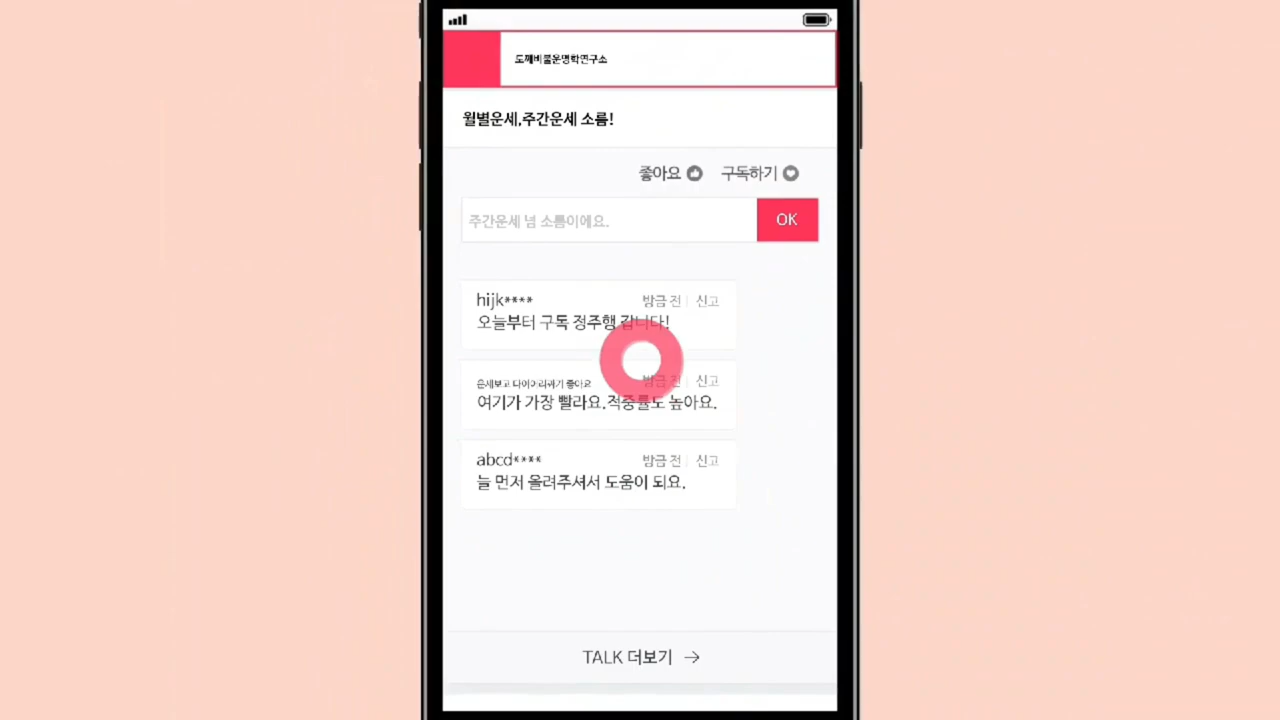 도깨비불운명학연구소
월별운세,주간운세 소름!
좋아요 구독하기
주간운세 넘 소름이에요. OK
hijk**** 방금 전 | 신고
오늘부터 구독 정주행 갑니다!
운세보고 다이어리뀌기 좋아요 방금 전 | 신고
여기가 가장 빨라요.적중률도 높아요.
abcd**** 방금 전 | 신고
늘 먼저 올려주셔서 도움이 되요.
TALK 더보기 →